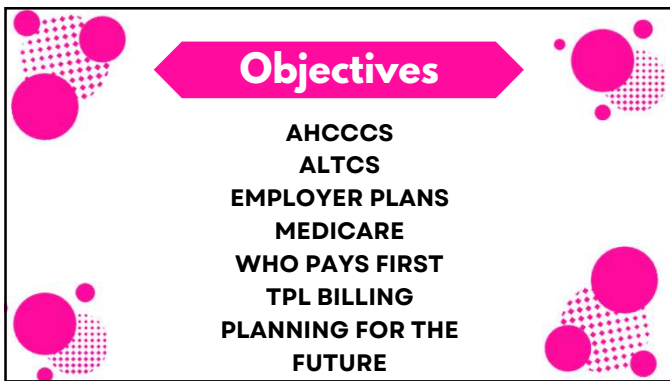 Objectives
AHCCCS
ALTCS
EMPLOYER PLANS
MEDICARE
WHO PAYS FIRST
TPL BILLING
PLANNING FOR THE
FUTURE